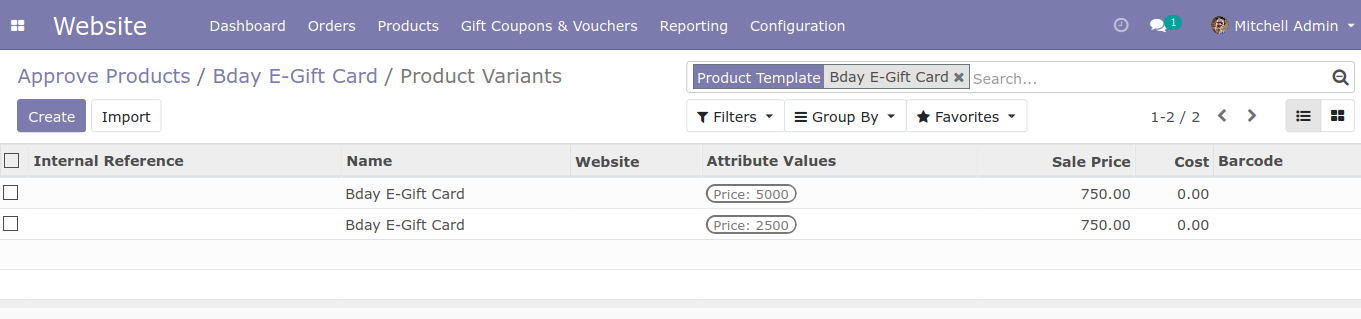 Website Dashboard Orders Products Gift Coupons & Vouchers Reporting Configuration 1 Mitchell Admin
Approve Products / Bday E-Gift Card / Product Variants
Product Template Bday E-Gift Card Search...
Create Import Filters Group By Favorites 1-2 / 2
Internal Reference Name Website Attribute Values Sale Price Cost Barcode
Bday E-Gift Card Price: 5000 750.00 0.00
Bday E-Gift Card Price: 2500 750.00 0.00